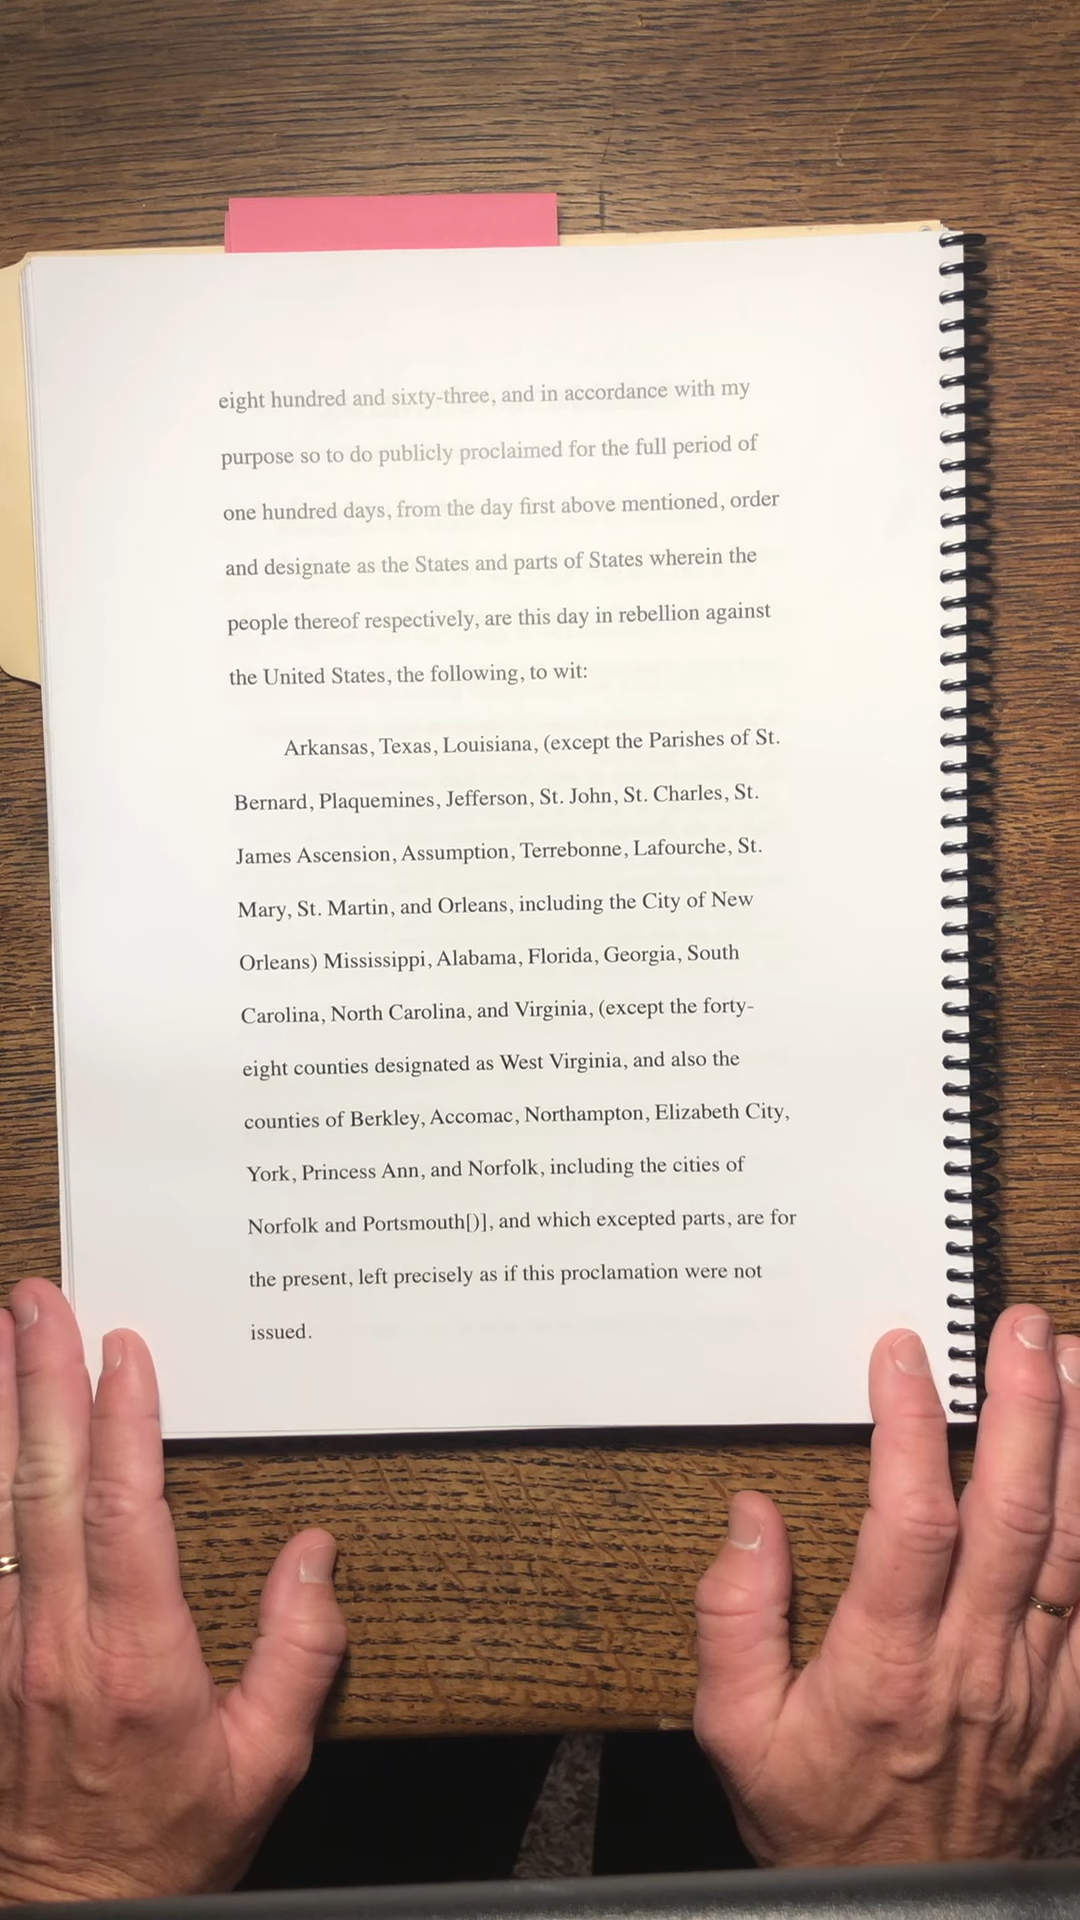 eight hundred and sixty-three, and in accordance with my
purpose so to do publicly proclaimed for the full period of
one hundred days, from the day first above mentioned, order
and designate as the States and parts of States wherein the
people thereof respectively, are this day in rebellion against
the United States, the following, to wit:
Arkansas, Texas, Louisiana, (except the Parishes of St.
Bernard, Plaquemines, Jefferson, St. John, St. Charles, St.
James Ascension, Assumption, Terrebonne, Lafourche, St.
Mary, St. Martin, and Orleans, including the City of New
Orleans) Mississippi, Alabama, Florida, Georgia, South
Carolina, North Carolina, and Virginia, (except the forty-
eight counties designated as West Virginia, and also the
counties of Berkley, Accomac, Northampton, Elizabeth City,
York, Princess Ann, and Norfolk, including the cities of
Norfolk and Portsmouth[)], and which excepted parts, are for
the present, left precisely as if this proclamation were not
issued.